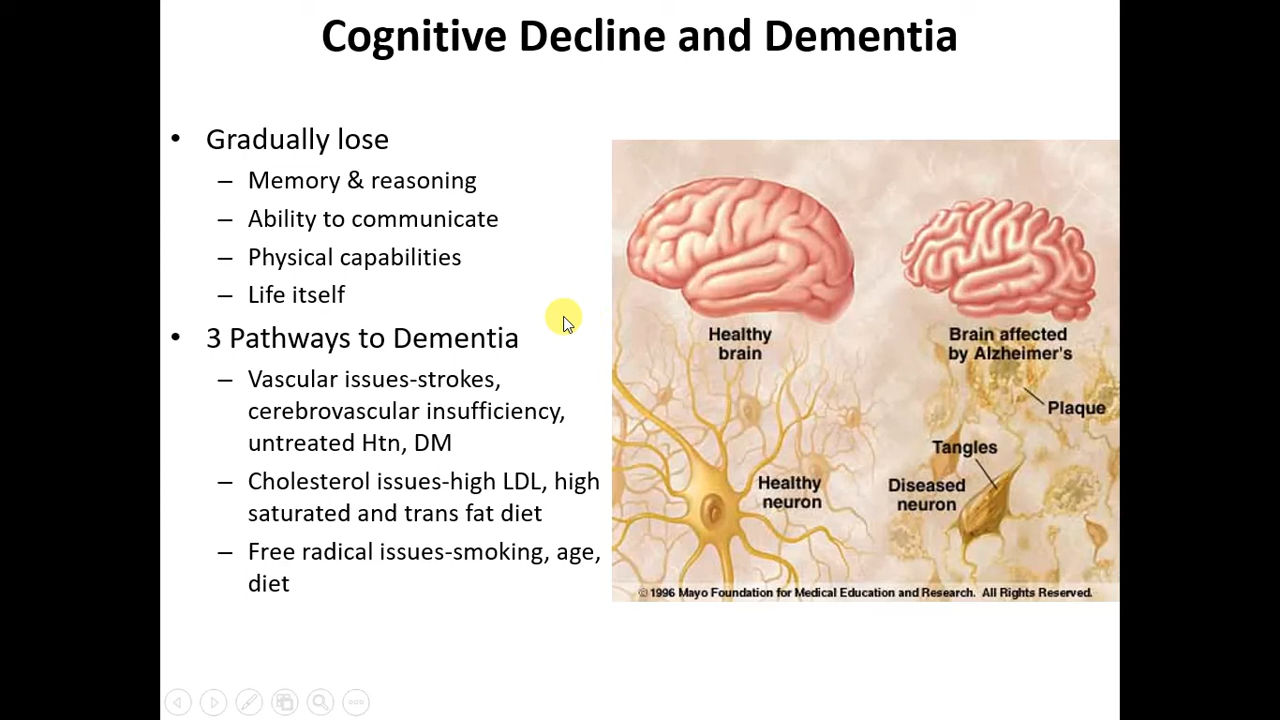 Cognitive Decline and Dementia
• Gradually lose
– Memory & reasoning
– Ability to communicate
– Physical capabilities
– Life itself
• 3 Pathways to Dementia
– Vascular issues-strokes,
cerebrovascular insufficiency,
untreated Htn, DM
– Cholesterol issues-high LDL, high
saturated and trans fat diet
– Free radical issues-smoking, age,
diet
Healthy
brain
Brain affected
by Alzheimer's
Plaque
Tangles
Healthy
neuron
Diseased
neuron
© 1996 Mayo Foundation for Medical Education and Research. All Rights Reserved.